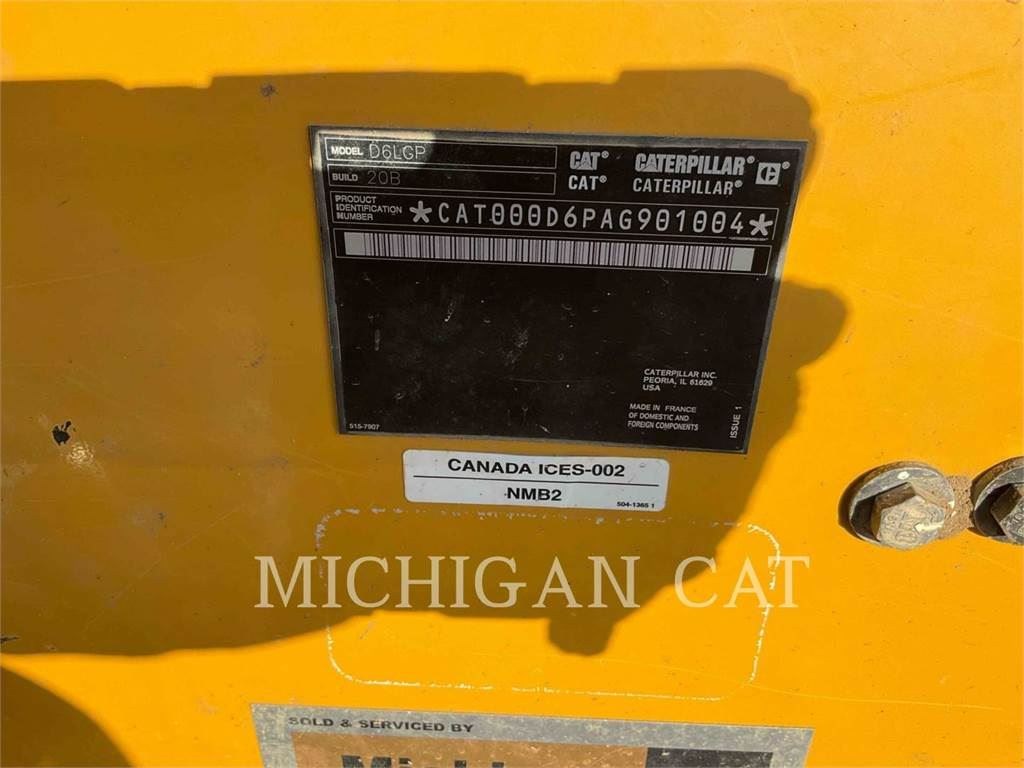 MODEL D6LGP
BUILD 20B
CAT® CATERPILLAR®
CAT® CATERPILLAR®
PRODUCT
IDENTIFICATION
NUMBER
*CAT000D6PAG901004*
CATERPILLAR INC.
PEORIA, IL 61629
USA
MADE IN FRANCE
OF DOMESTIC AND
FOREIGN COMPONENTS
ISSUE 1
515-7907
CANADA ICES-002
NMB2
504-1365 1
MICHIGAN CAT
SOLD & SERVICED BY